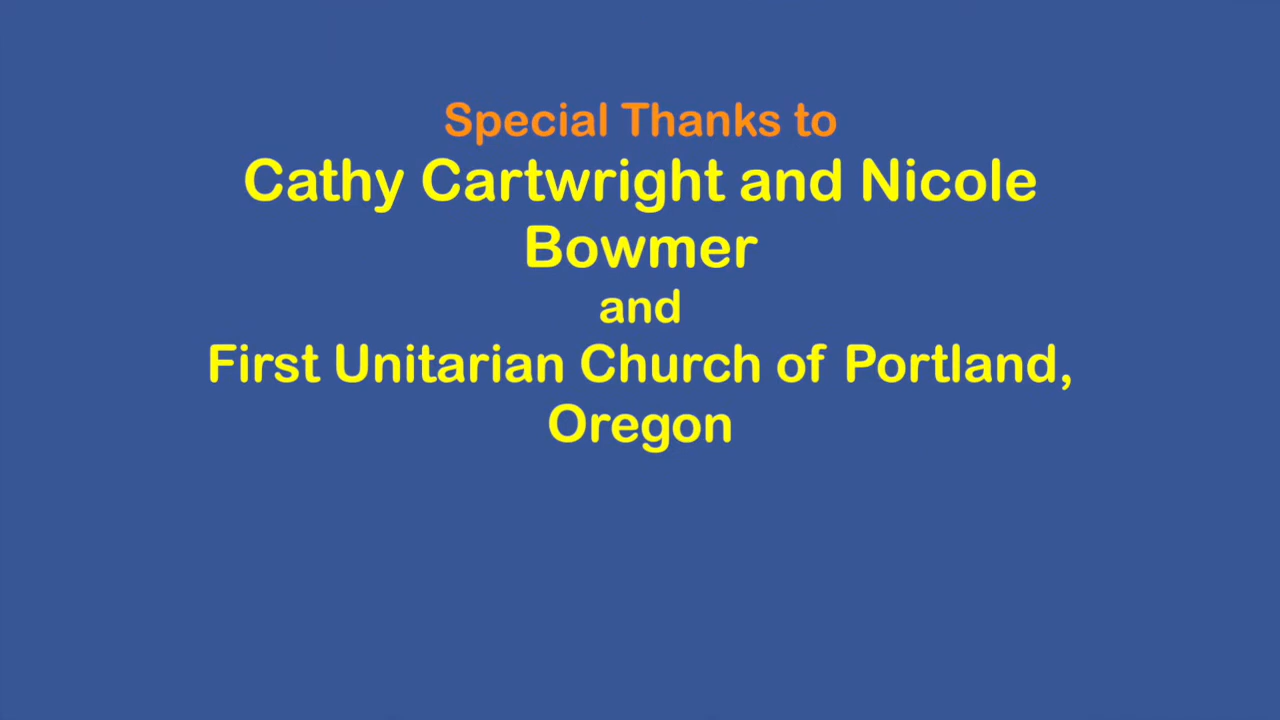 Special Thanks to
Cathy Cartwright and Nicole
Bowmer
and
First Unitarian Church of Portland,
Oregon